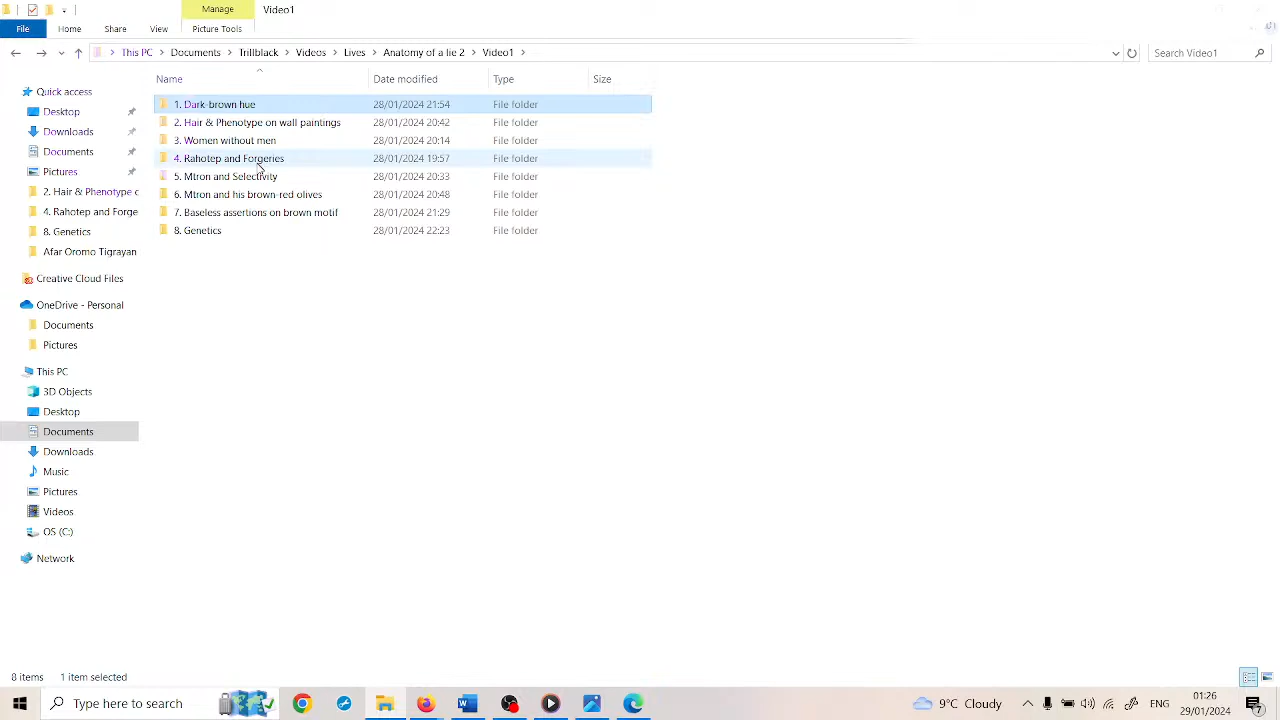 Manage
Video1
File
Home
Share
View
Picture Tools
This PC
Documents
Trillblack
Videos
Lives
Anatomy of a lie 2
Video1
Search Video1
Name
Date modified
Type
Size
1. Dark-brown hue 28/01/2024 21:54 File folder
2. Hair & Phenotype on wall paintings 28/01/2024 20:42 File folder
3. Women without men 28/01/2024 20:14 File folder
4. Rahotep and Forgeries 28/01/2024 19:57 File folder
5. Mtron and Selectivity 28/01/2024 20:33 File folder
6. Mtron and his brown-red olives 28/01/2024 20:48 File folder
7. Baseless assertions on brown motif 28/01/2024 21:29 File folder
8. Genetics 28/01/2024 22:23 File folder
Quick access
Desktop
Downloads
Documents
Pictures
2. Hair & Phenotype c
4. Rahotep and Forge
8. Genetics
Afar Oromo Tigrayan
Creative Cloud Files
OneDrive - Personal
Documents
Pictures
This PC
3D Objects
Desktop
Documents
Downloads
Music
Pictures
Videos
OS (C:)
Network
8 items
1 item selected
Type here to search
9°C Cloudy
ENG
01:26
29/01/2024
7